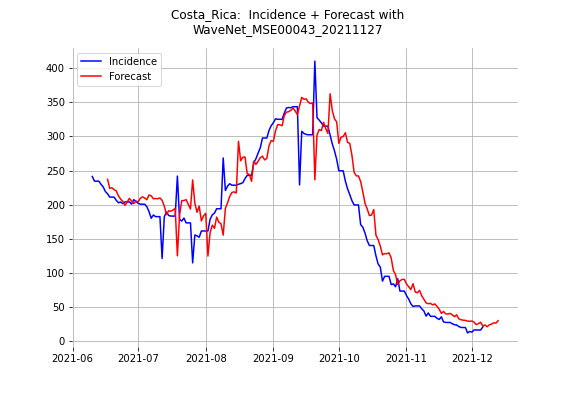 Costa_Rica:  Incidence + Forecast with
WaveNet_MSE00043_20211127
Incidence
Forecast
400
350
300
250
200
150
100
50
0
2021-06 2021-07 2021-08 2021-09 2021-10 2021-11 2021-12